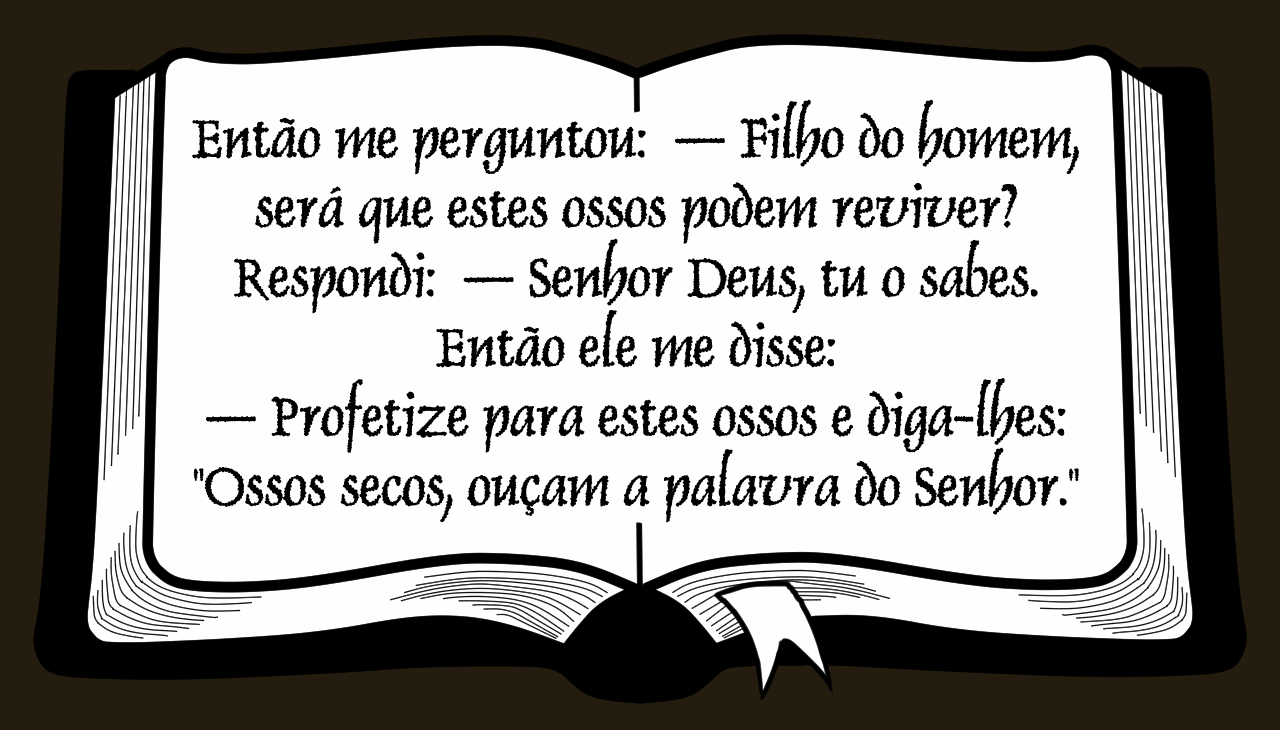 Então me perguntou: — Filho do homem,
será que estes ossos podem reviver?
Respondi: — Senhor Deus, tu o sabes.
Então ele me disse:
— Profetize para estes ossos e diga-lhes:
"Ossos secos, ouçam a palavra do Senhor."